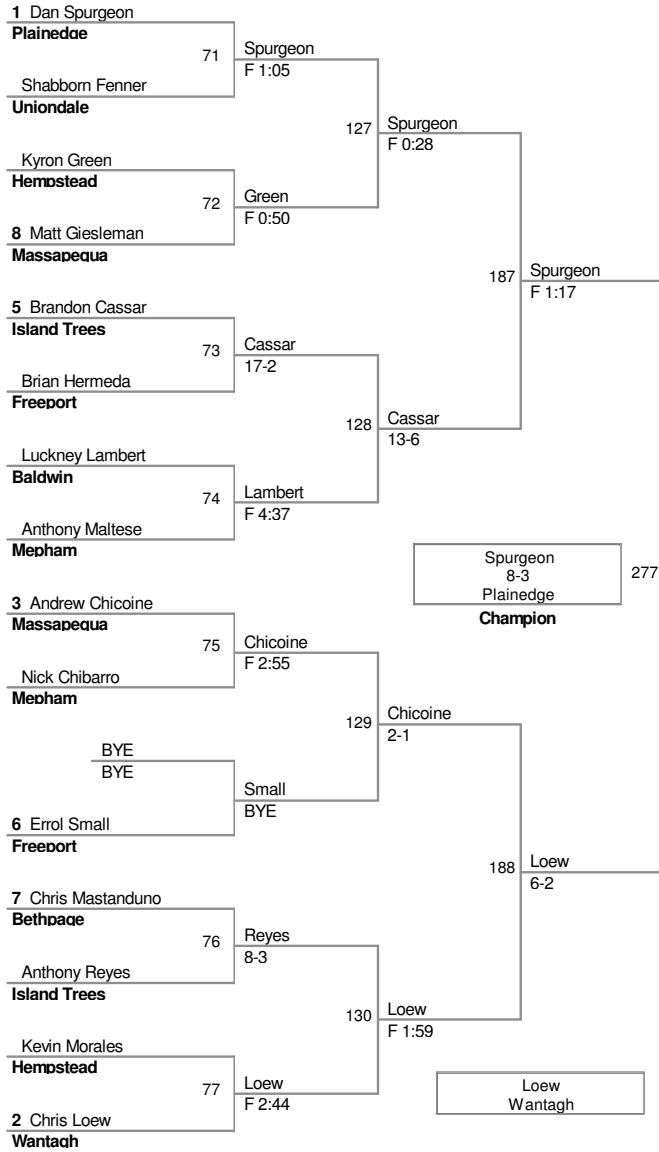 1 Dan Spurgeon
Plainedge
71
Spurgeon
F 1:05
Shabborn Fenner
Uniondale
127
Spurgeon
F 0:28
Kyron Green
Hempstead
72
Green
F 0:50
8 Matt Giesleman
Massapequa
187
Spurgeon
F 1:17
5 Brandon Cassar
Island Trees
73
Cassar
17-2
Brian Hermeda
Freeport
128
Cassar
13-6
Luckney Lambert
Baldwin
74
Lambert
F 4:37
Anthony Maltese
Mepham
Spurgeon
8-3
Plainedge
277
Champion
3 Andrew Chicoine
Massapequa
75
Chicoine
F 2:55
Nick Chibarro
Mepham
129
Chicoine
2-1
BYE
BYE
Small
BYE
6 Errol Small
Freeport
188
Loew
6-2
7 Chris Mastanduno
Bethpage
76
Reyes
8-3
Anthony Reyes
Island Trees
130
Loew
F 1:59
Kevin Morales
Hempstead
77
Loew
F 2:44
2 Chris Loew
Wantagh
Loew
Wantagh